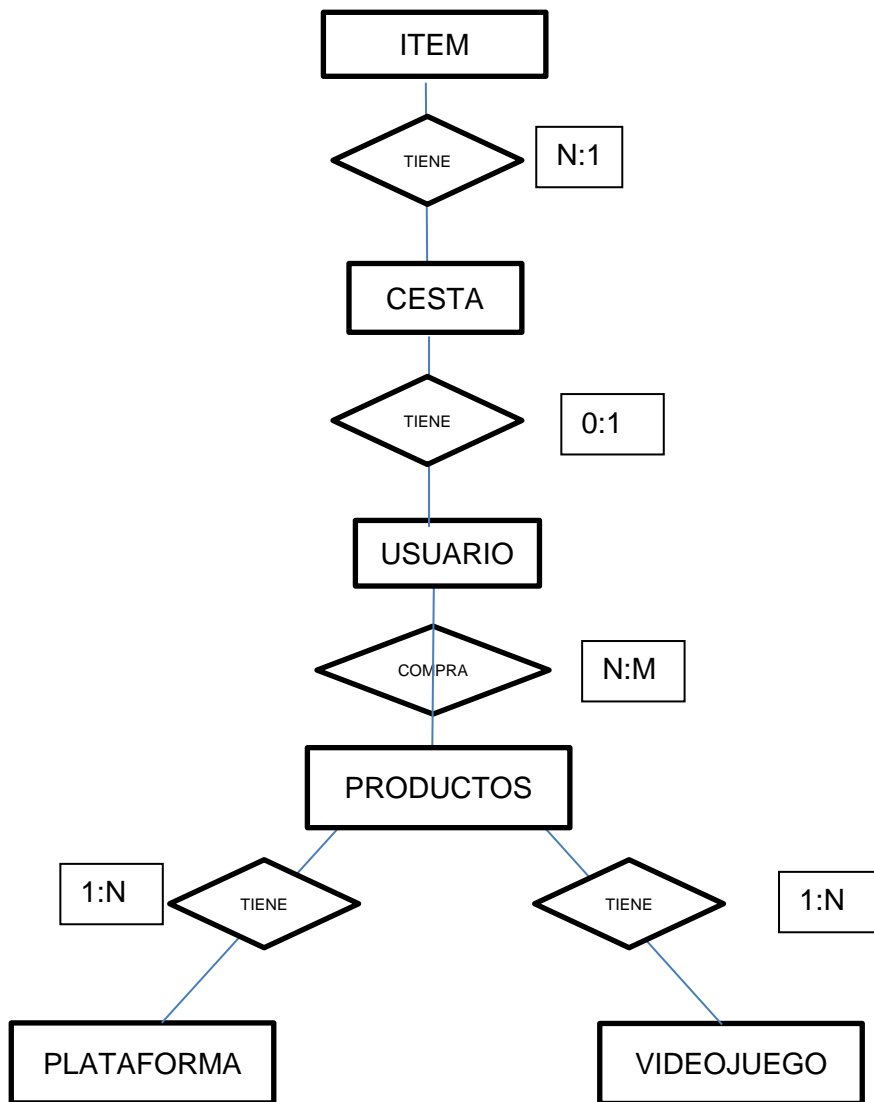 ITEM
TIENE
N:1
CESTA
TIENE
0:1
USUARIO
COMPRA
N:M
PRODUCTOS
1:N
TIENE
TIENE
1:N
PLATAFORMA
VIDEOJUEGO